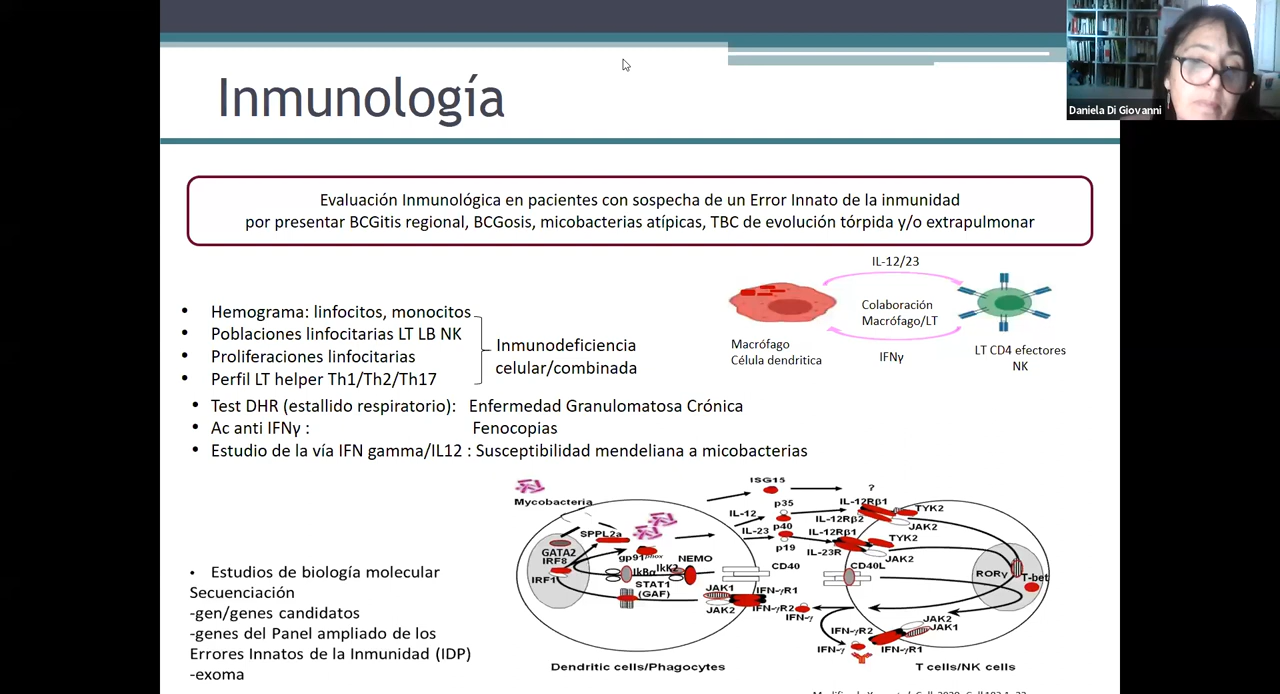 Daniela Di Giovanni
Inmunología
Evaluación Inmunológica en pacientes con sospecha de un Error Innato de la inmunidad
por presentar BCGitis regional, BCGosis, micobacterias atípicas, TBC de evolución tórpida y/o extrapulmonar
IL-12/23
Colaboración
Macrófago/LT
IFNγ
Macrófago
Célula dendritica
LT CD4 efectores
NK
• Hemograma: linfocitos, monocitos
• Poblaciones linfocitarias LT LB NK
• Proliferaciones linfocitarias
• Perfil LT helper Th1/Th2/Th17
Inmunodeficiencia
celular/combinada
• Test DHR (estallido respiratorio): Enfermedad Granulomatosa Crónica
• Ac anti IFNγ : Fenocopias
• Estudio de la vía IFN gamma/IL12 : Susceptibilidad mendeliana a micobacterias
Mycobacteria
SPPL2a
GATA2
IRF8
IRF1
gp91phox
NEMO
IkBα
IkK2
STAT1
(GAF)
JAK1
JAK2
ISG15
?
p35
IL-12
IL-23
p40
p19
IL-12Rβ1
IL-12Rβ2
TYK2
JAK2
IL-12Rβ1
IL-23R
TYK2
JAK2
CD40
CD40L
RORγ
T-bet
IFN-γR1
IFN-γR2
IFN-γ
JAK2
JAK1
IFN-γR2
IFN-γ
IFN-γR1
Dendritic cells/Phagocytes
T cells/NK cells
• Estudios de biología molecular
Secuenciación
-gen/genes candidatos
-genes del Panel ampliado de los
Errores Innatos de la Inmunidad (IDP)
-exoma